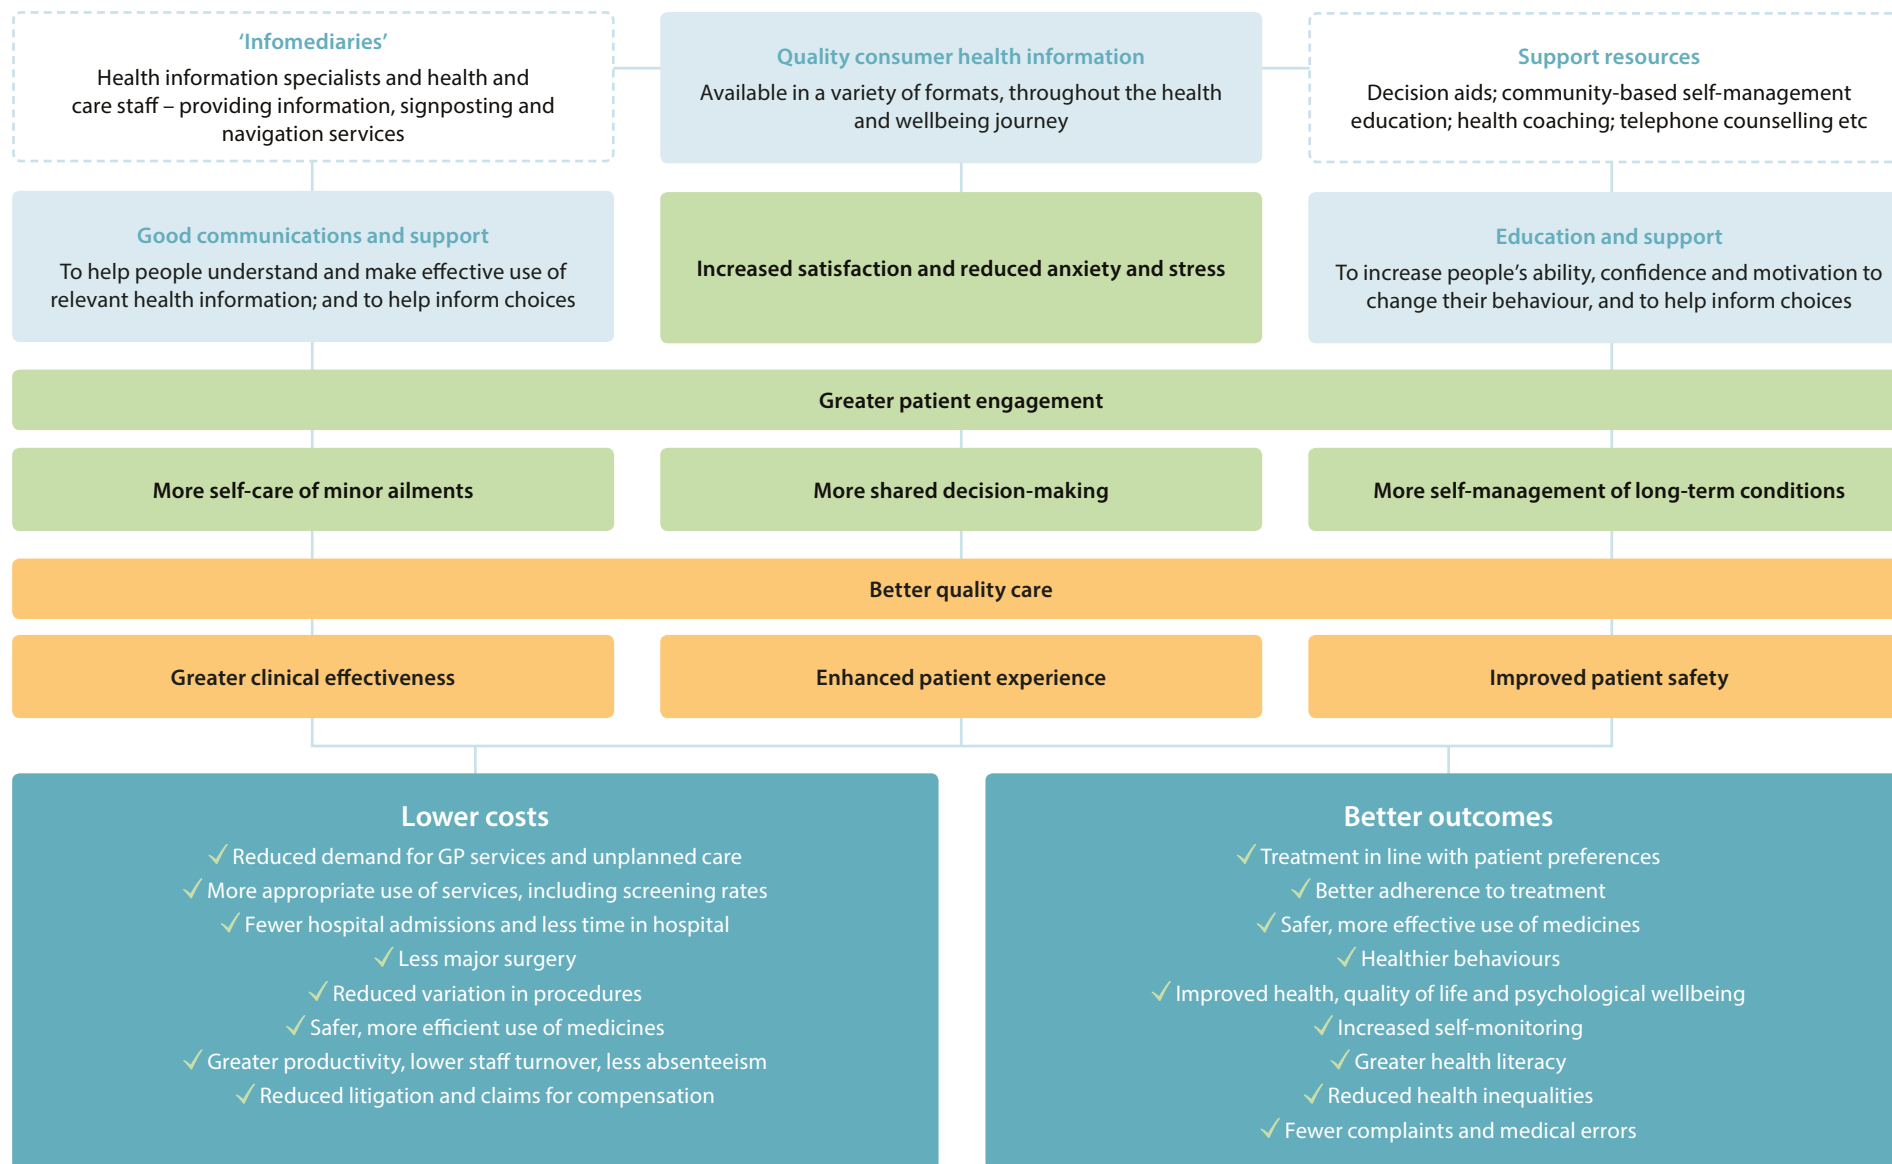 ‘Infomediaries’
Health information specialists and health and
care staff – providing information, signposting and
navigation services
Quality consumer health information
Available in a variety of formats, throughout the health
and wellbeing journey
Support resources
Decision aids; community-based self-management
education; health coaching; telephone counselling etc
Good communications and support
To help people understand and make effective use of
relevant health information; and to help inform choices
Increased satisfaction and reduced anxiety and stress
Education and support
To increase people’s ability, confidence and motivation to
change their behaviour, and to help inform choices
Greater patient engagement
More self-care of minor ailments
More shared decision-making
More self-management of long-term conditions
Better quality care
Greater clinical effectiveness
Enhanced patient experience
Improved patient safety
Lower costs
✓ Reduced demand for GP services and unplanned care
✓ More appropriate use of services, including screening rates
✓ Fewer hospital admissions and less time in hospital
✓ Less major surgery
✓ Reduced variation in procedures
✓ Safer, more efficient use of medicines
✓ Greater productivity, lower staff turnover, less absenteeism
✓ Reduced litigation and claims for compensation
Better outcomes
✓ Treatment in line with patient preferences
✓ Better adherence to treatment
✓ Safer, more effective use of medicines
✓ Healthier behaviours
✓ Improved health, quality of life and psychological wellbeing
✓ Increased self-monitoring
✓ Greater health literacy
✓ Reduced health inequalities
✓ Fewer complaints and medical errors